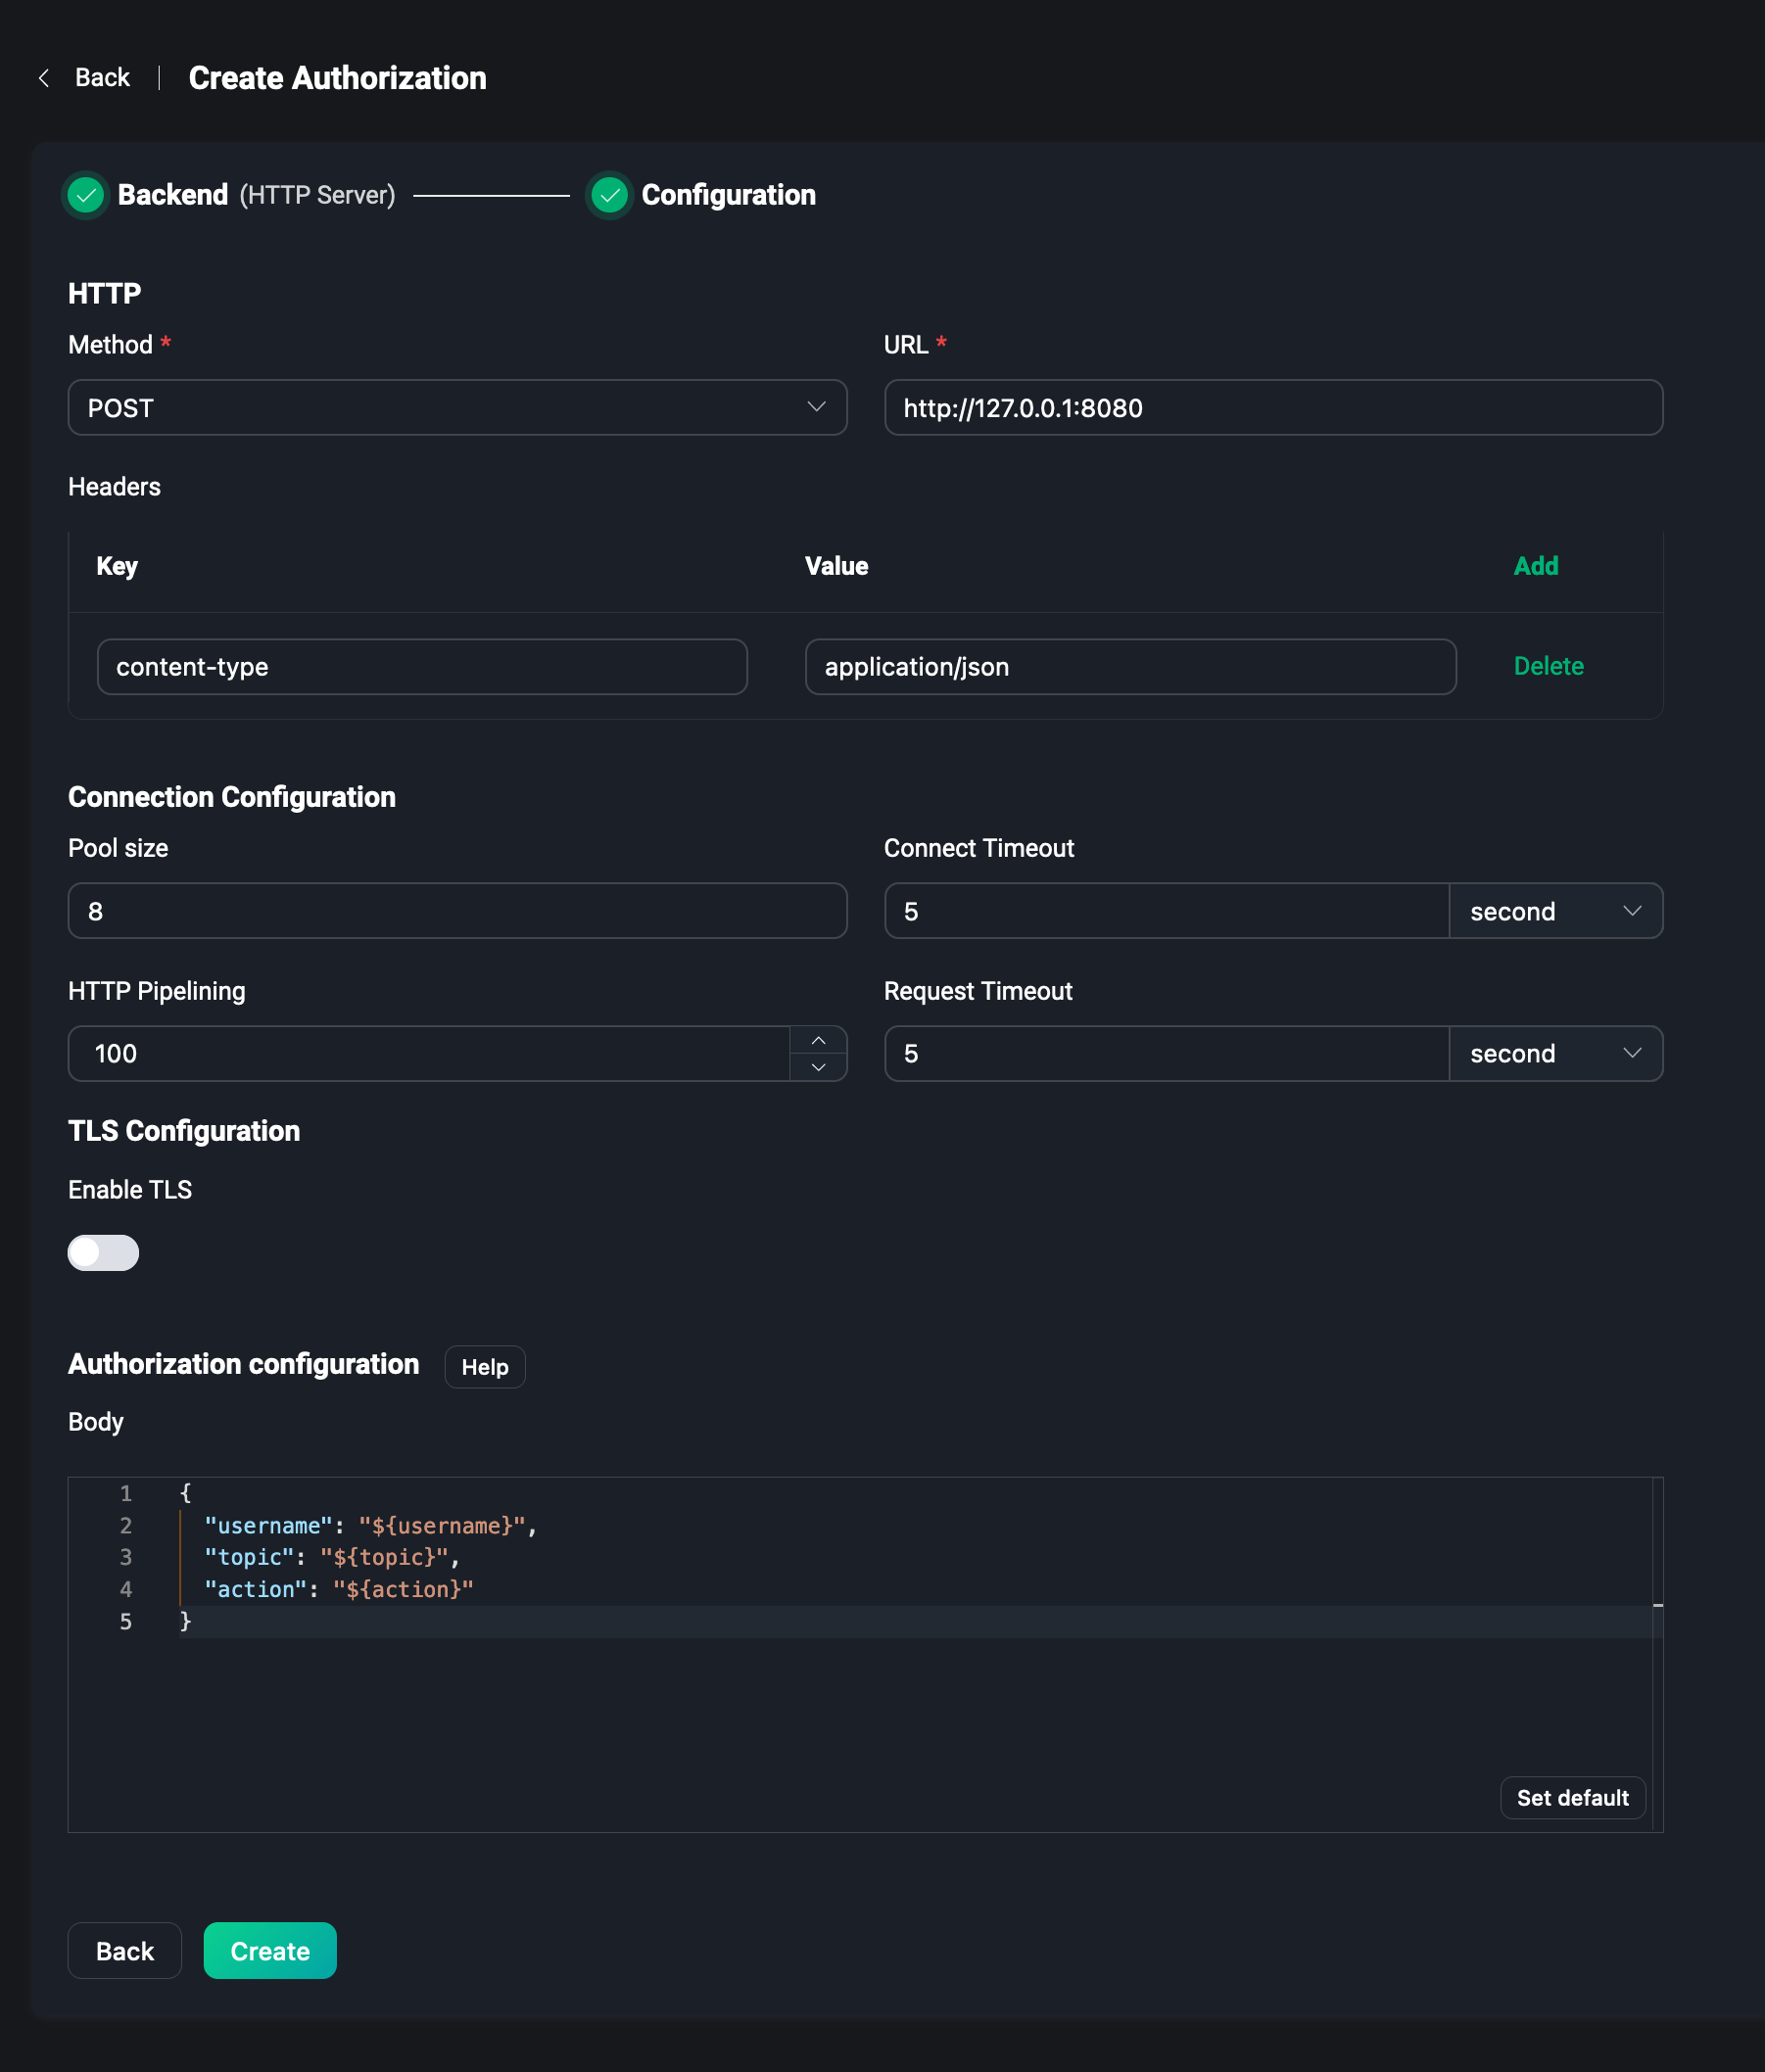 Back | Create Authorization
Backend (HTTP Server) Configuration
HTTP
Method * URL *
POST http://127.0.0.1:8080
Headers
Key Value Add
content-type application/json Delete
Connection Configuration
Pool size Connect Timeout
8 5 second
HTTP Pipelining Request Timeout
100 5 second
TLS Configuration
Enable TLS
Authorization configuration Help
Body
1 {
2 "username": "${username}",
3 "topic": "${topic}",
4 "action": "${action}"
5 }
Set default
Back Create